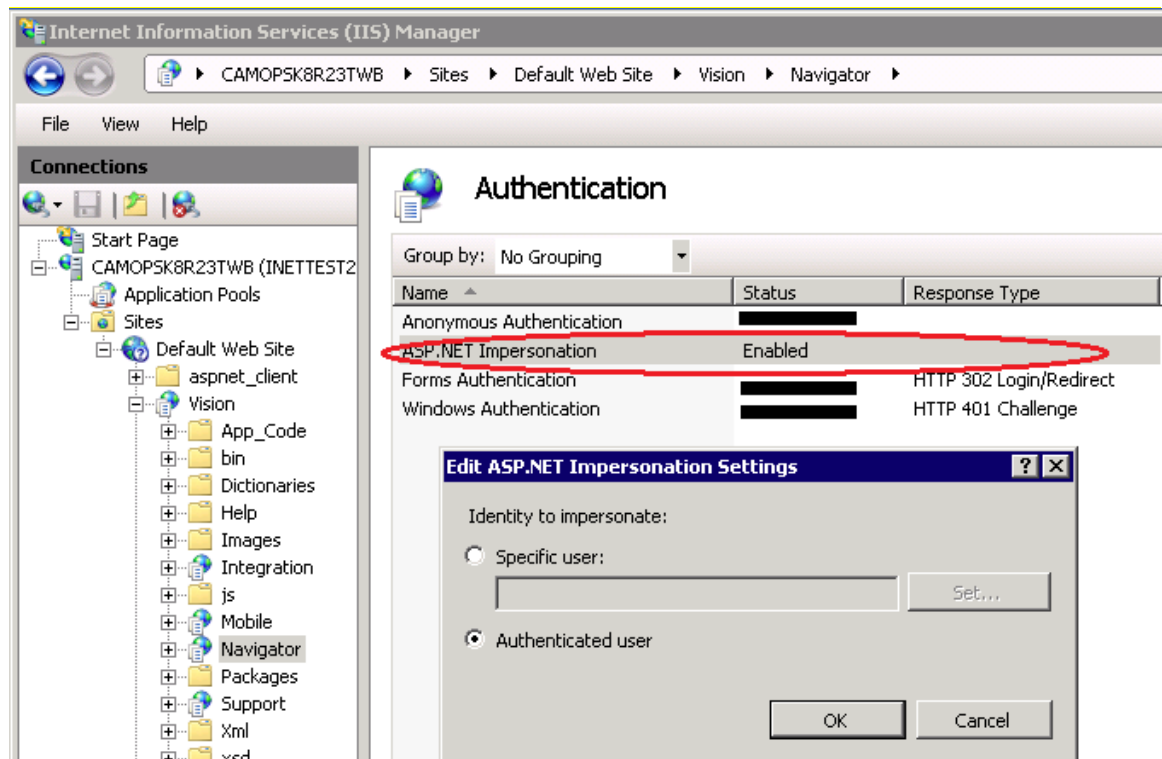 Internet Information Services (IIS) Manager
CAMOPSK8R23TWB Sites Default Web Site Vision Navigator
File View Help
Connections
Start Page
CAMOPSK8R23TWB (INETTEST2
Application Pools
Sites
Default Web Site
aspnet_client
Vision
App_Code
bin
Dictionaries
Help
Images
Integration
js
Mobile
Navigator
Packages
Support
Xml
xsd
Authentication
Group by: No Grouping
Name Status Response Type
Anonymous Authentication
ASP.NET Impersonation Enabled
Forms Authentication HTTP 302 Login/Redirect
Windows Authentication HTTP 401 Challenge
Edit ASP.NET Impersonation Settings
Identity to impersonate:
Specific user:
Set...
Authenticated user
OK Cancel